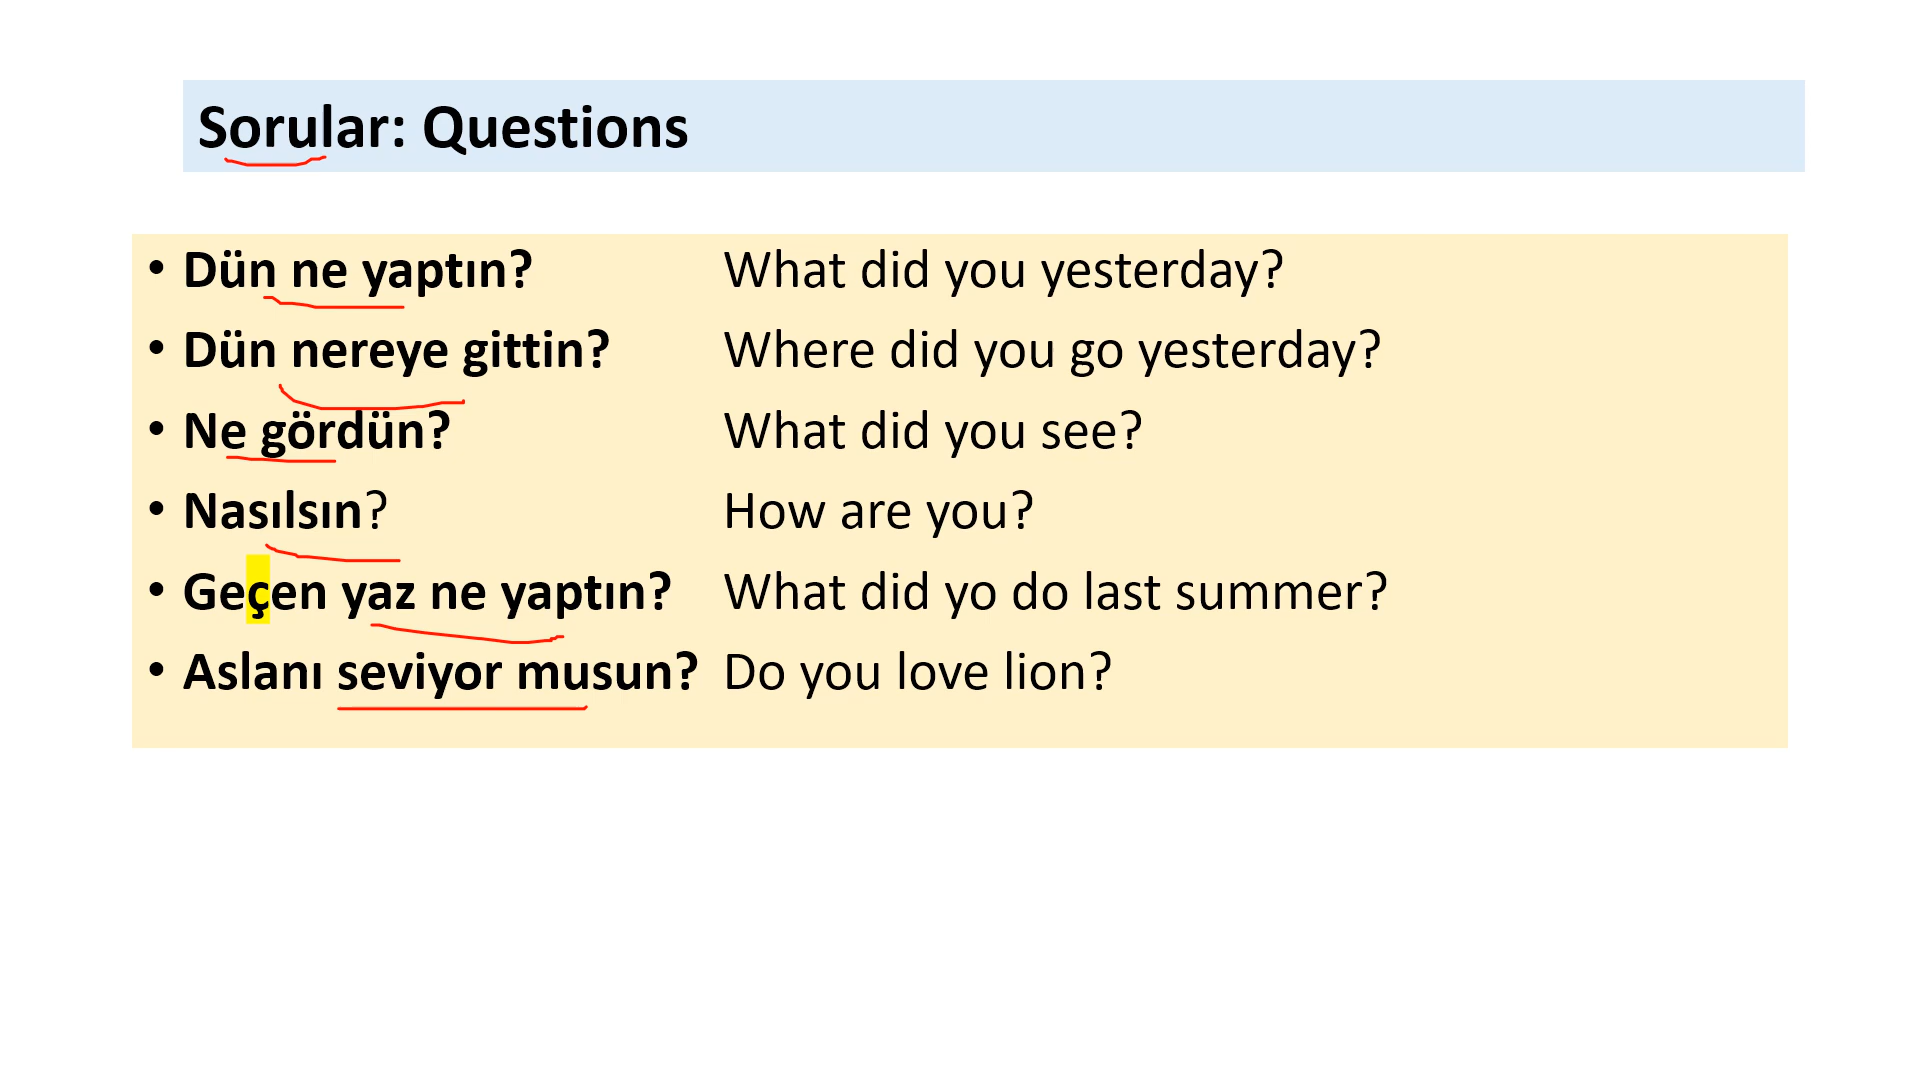 Sorular: Questions
• Dün ne yaptın? What did you yesterday?
• Dün nereye gittin? Where did you go yesterday?
• Ne gördün? What did you see?
• Nasılsın? How are you?
• Geçen yaz ne yaptın? What did yo do last summer?
• Aslanı seviyor musun? Do you love lion?